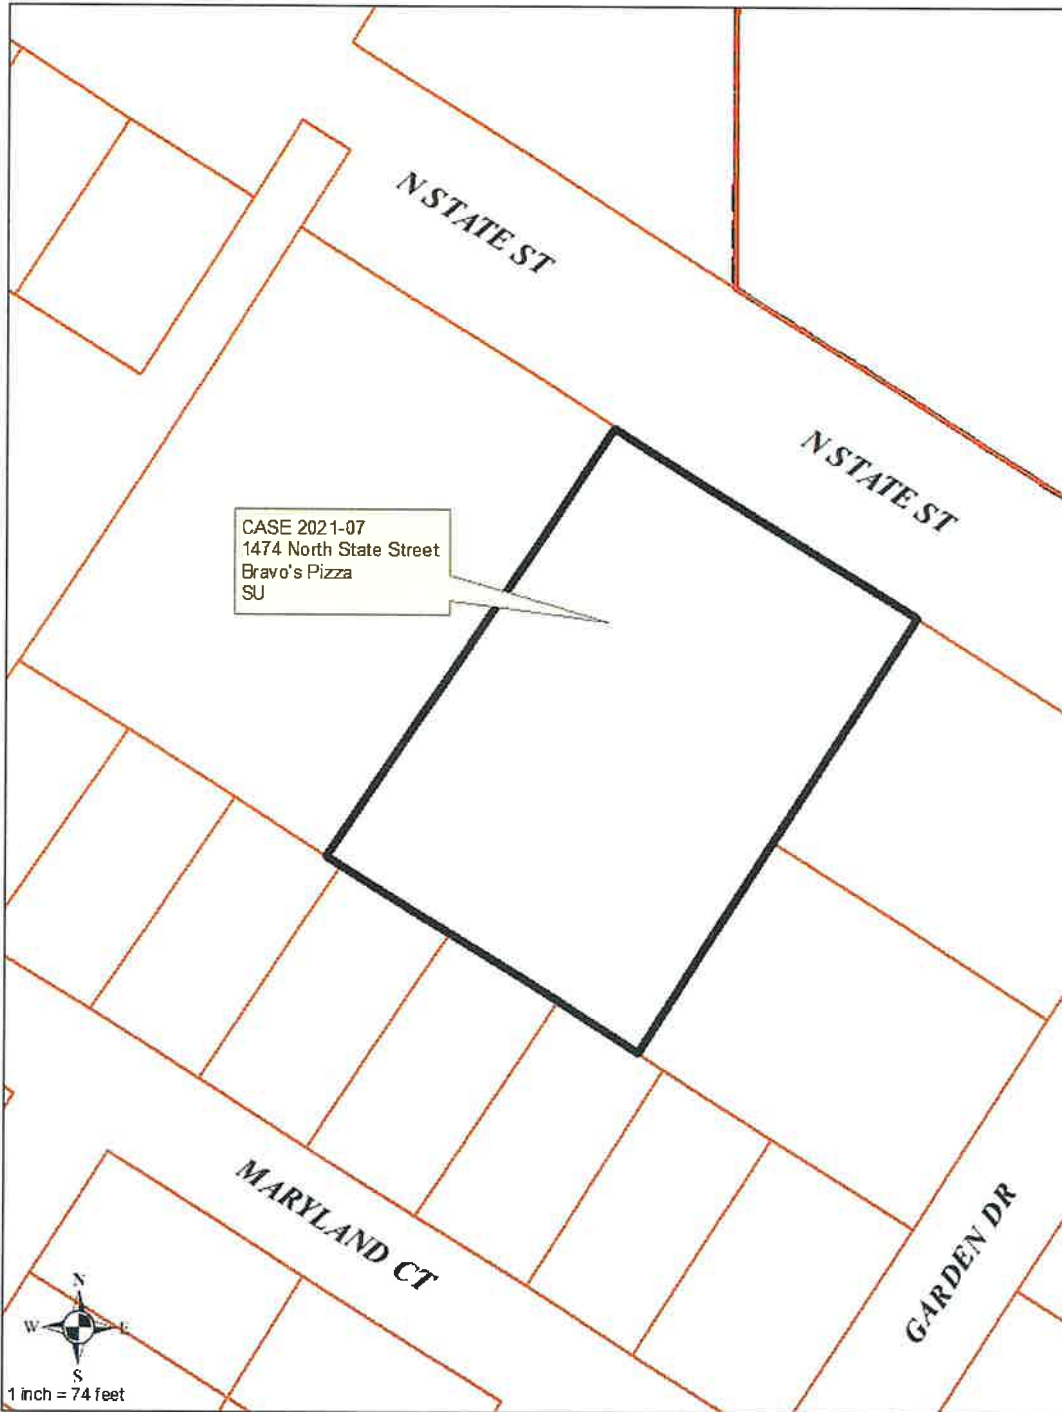 N STATE ST
N STATE ST
CASE 2021-07
1474 North State Street
Bravo's Pizza
SU
MARYLAND CT
GARDEN DR
N
W E
S
1 inch = 74 feet